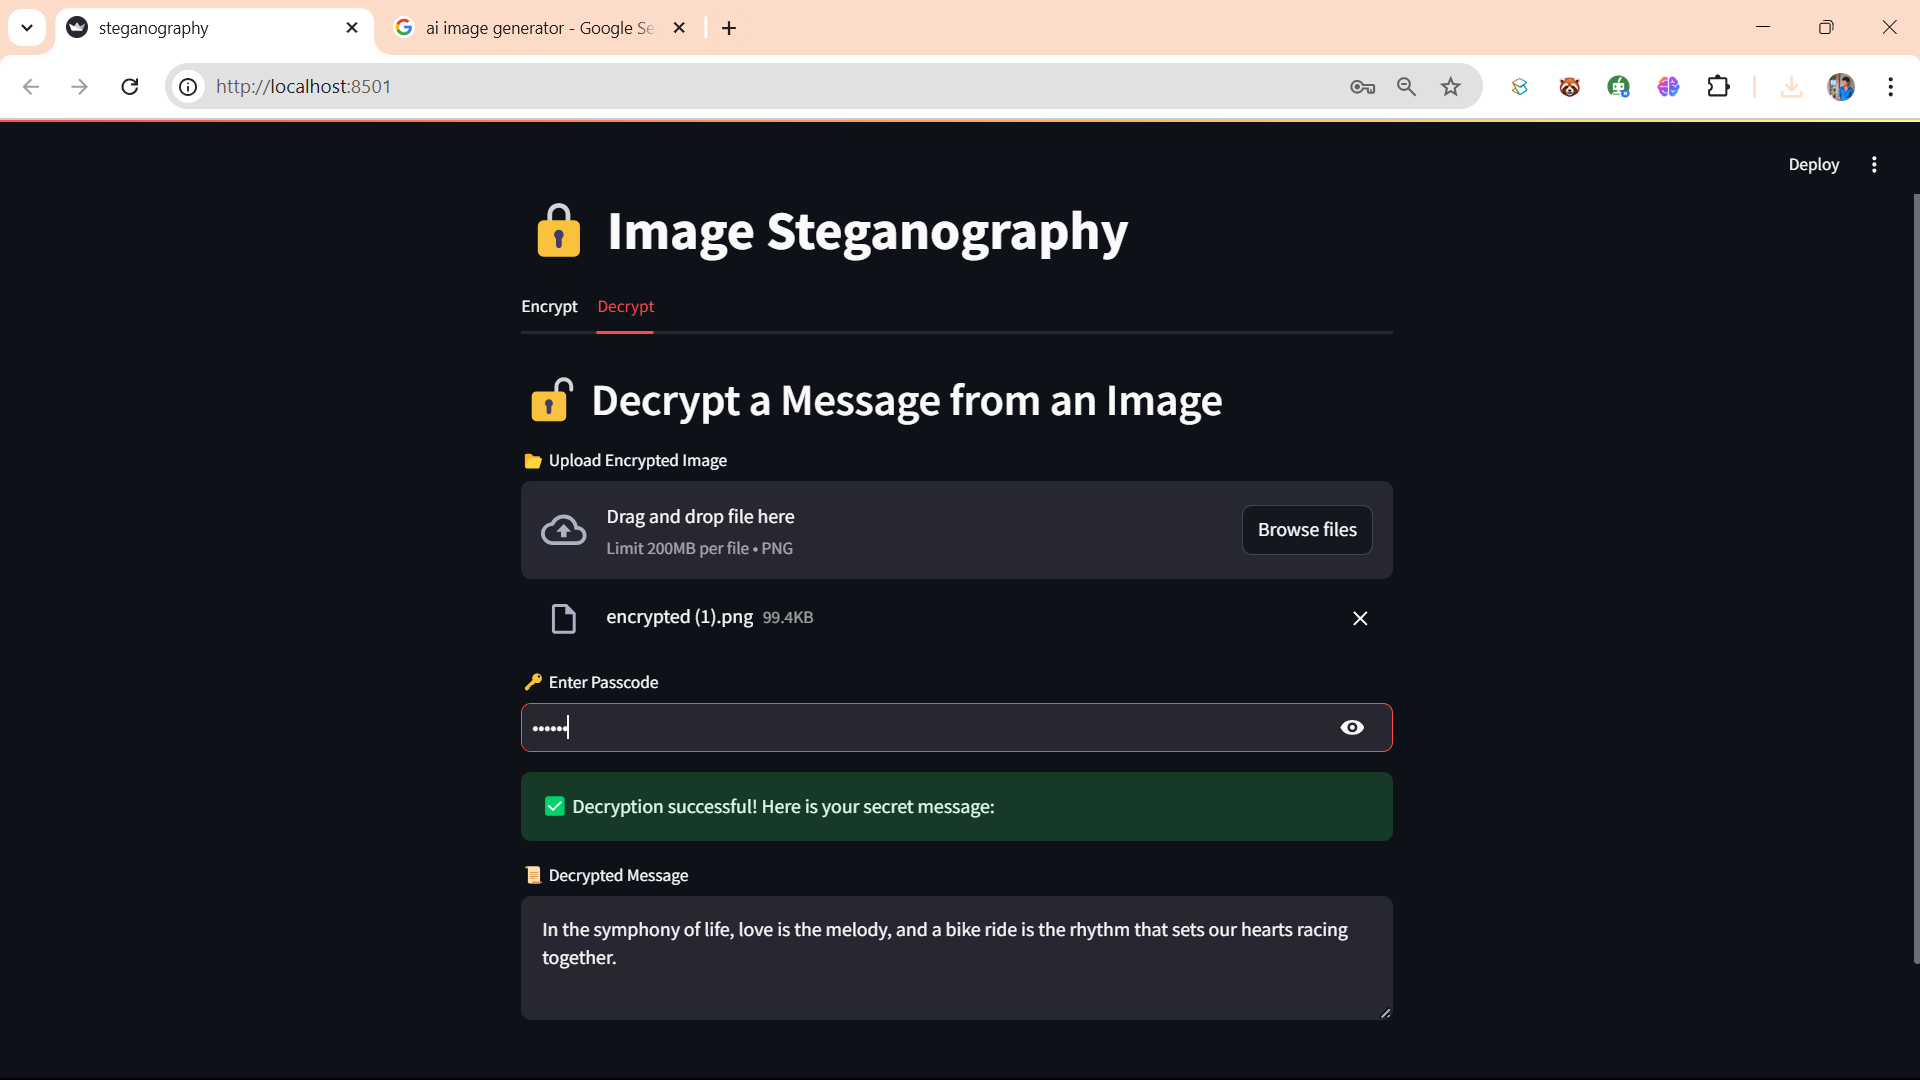 steganography
ai image generator - Google Se
http://localhost:8501
Deploy
Image Steganography
Encrypt Decrypt
Decrypt a Message from an Image
Upload Encrypted Image
Drag and drop file here
Limit 200MB per file • PNG
Browse files
encrypted (1).png 99.4KB
Enter Passcode
••••••
Decryption successful! Here is your secret message:
Decrypted Message
In the symphony of life, love is the melody, and a bike ride is the rhythm that sets our hearts racing
together.